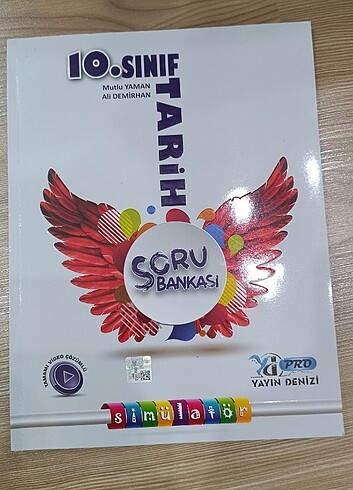 10.SINIF
Mutlu YAMAN
Ali DEMİRHAN
TARİH
SORU
BANKASI
TAMAMI VİDEO ÇÖZÜMLÜ
PRO
YAYIN DENİZİ
simülatör